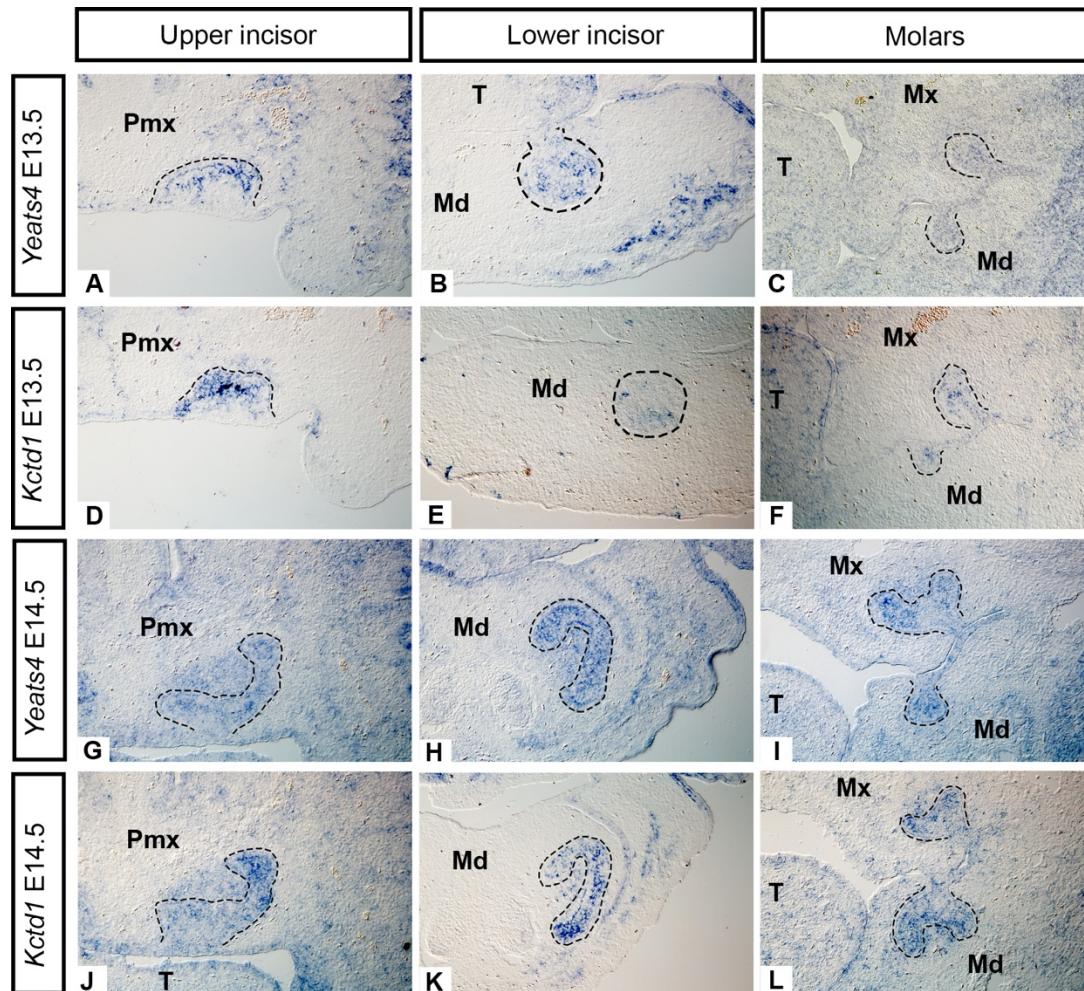 Upper incisor
Lower incisor
Molars
Yeats4 E13.5
Pmx
A
T
Md
B
Mx
T
Md
C
Kctd1 E13.5
Pmx
D
Md
E
Mx
T
Md
F
Yeats4 E14.5
Pmx
G
Md
H
Mx
T
Md
I
Kctd1 E14.5
Pmx
T
J
Md
K
Mx
T
Md
L